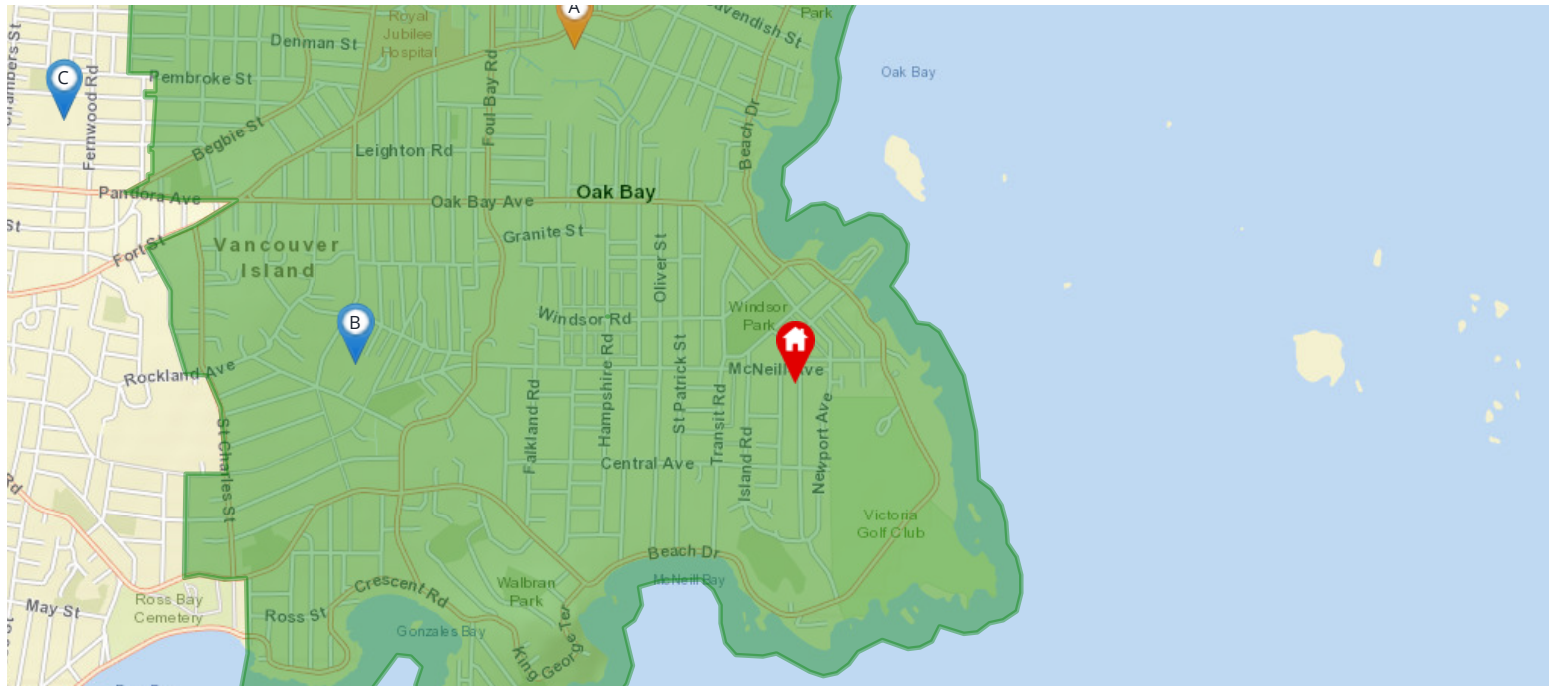 A
Cavendish St
Park
Royal
Jubilee
Hospital
Denman St
Chambers St
C
Fernwood Rd
Pembroke St
Foul Bay Rd
Oak Bay
Beach Dr
Begbie St
Leighton Rd
Pandora Ave
Oak Bay Ave
Oak Bay
St
Fort St
Vancouver
Island
Granite St
Oliver St
B
Windsor Rd
Windsor
Park
Rockland Ave
Hampshire Rd
St Patrick St
McNeill Ave
Falkland Rd
Transit Rd
Newport Ave
St Charles St
Island Rd
Central Ave
Rd
Victoria
Golf Club
Beach Dr
McNeill Bay
Crescent Rd
Walbran
Park
May St
Ross Bay
Cemetery
Ross St
Gonzales Bay
King George Ter